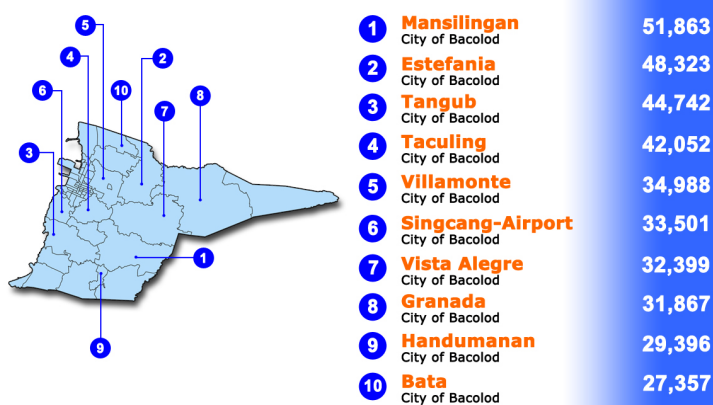 5
4
2
6
10
8
7
3
1
9
1 Mansilingan 51,863
City of Bacolod
2 Estefania 48,323
City of Bacolod
3 Tangub 44,742
City of Bacolod
4 Taculing 42,052
City of Bacolod
5 Villamonte 34,988
City of Bacolod
6 Singcang-Airport 33,501
City of Bacolod
7 Vista Alegre 32,399
City of Bacolod
8 Granada 31,867
City of Bacolod
9 Handumanan 29,396
City of Bacolod
10 Bata 27,357
City of Bacolod